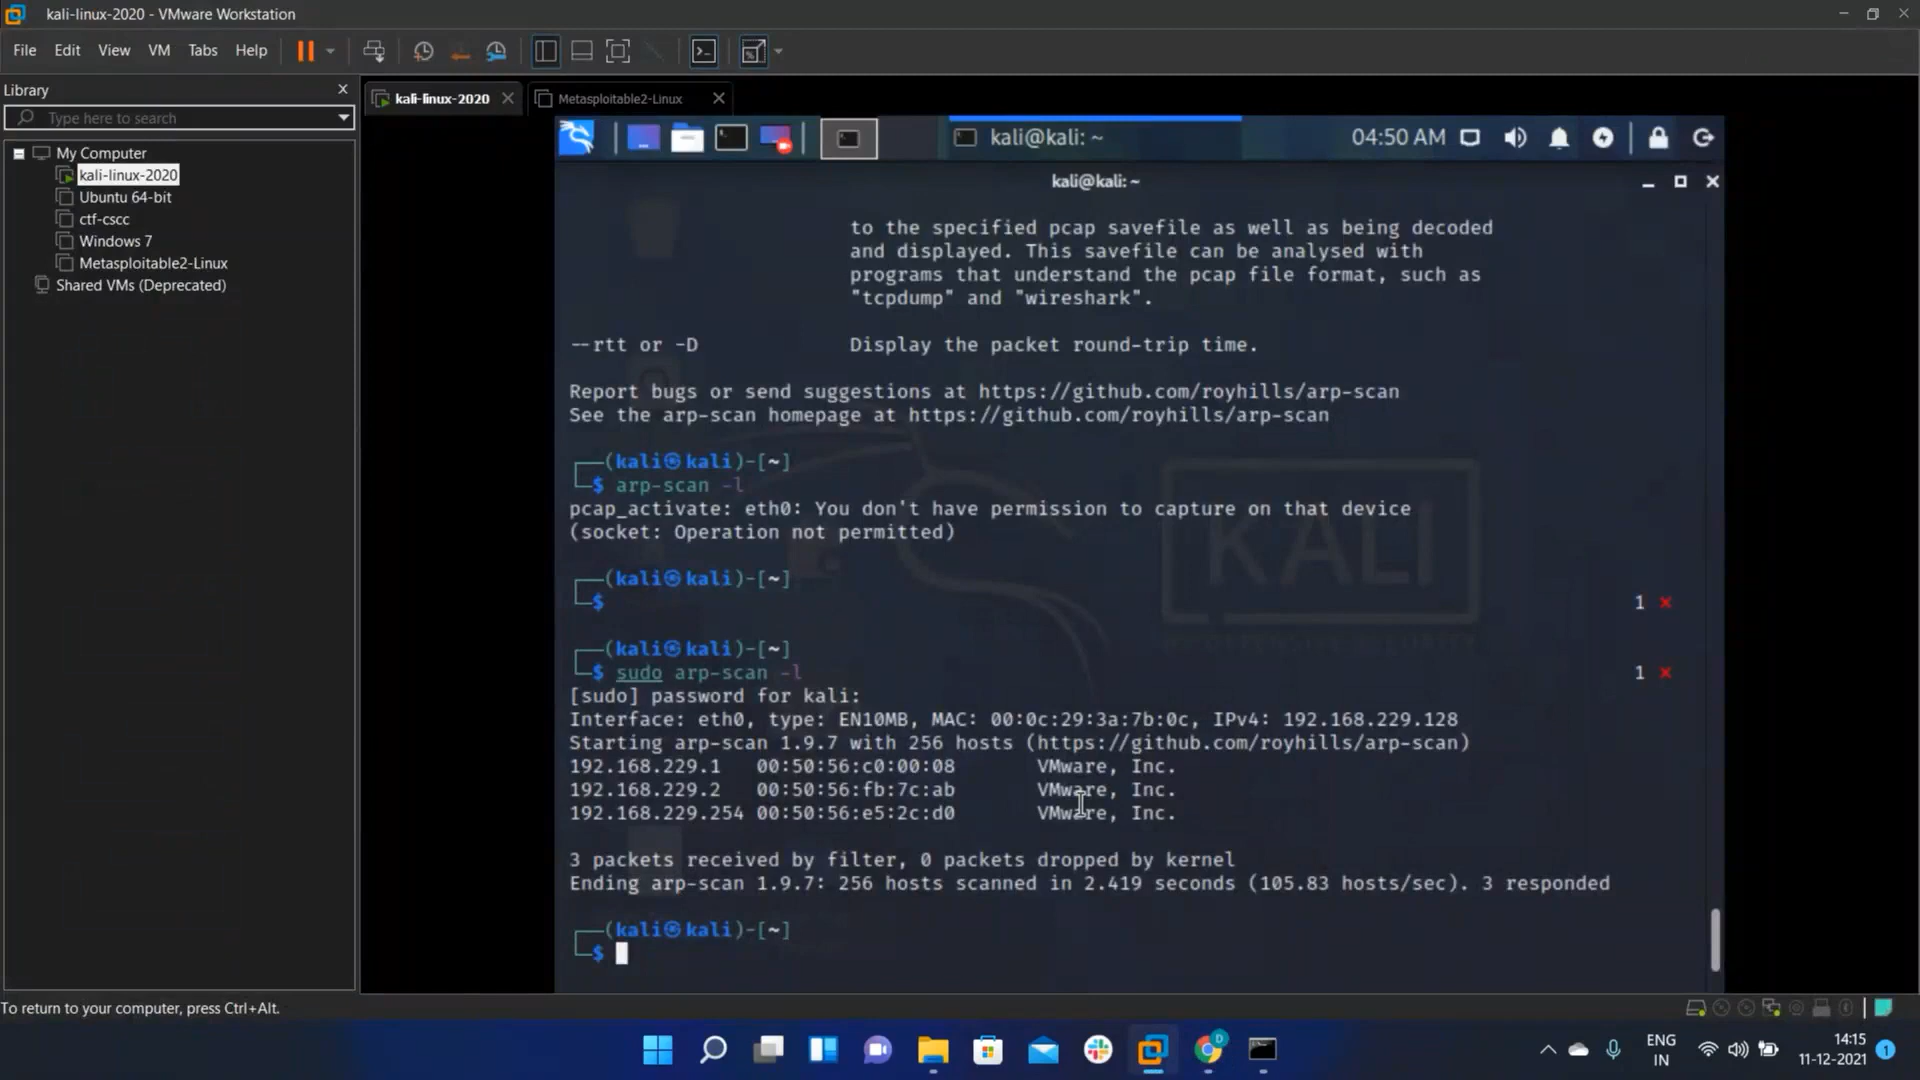 kali-linux-2020 - VMware Workstation
File Edit View VM Tabs Help
Library
Type here to search
My Computer
kali-linux-2020
Ubuntu 64-bit
ctf-cscc
Windows 7
Metasploitable2-Linux
Shared VMs (Deprecated)
kali-linux-2020
Metasploitable2-Linux
kali@kali: ~
04:50 AM
kali@kali: ~
to the specified pcap savefile as well as being decoded
and displayed. This savefile can be analysed with
programs that understand the pcap file format, such as
"tcpdump" and "wireshark".
--rtt or -D Display the packet round-trip time.
Report bugs or send suggestions at https://github.com/royhills/arp-scan
See the arp-scan homepage at https://github.com/royhills/arp-scan
(kali㉿kali)-[~]
$ arp-scan -l
pcap_activate: eth0: You don't have permission to capture on that device
(socket: Operation not permitted)
(kali㉿kali)-[~]
$ 1 ⨯
(kali㉿kali)-[~]
$ sudo arp-scan -l 1 ⨯
[sudo] password for kali:
Interface: eth0, type: EN10MB, MAC: 00:0c:29:3a:7b:0c, IPv4: 192.168.229.128
Starting arp-scan 1.9.7 with 256 hosts (https://github.com/royhills/arp-scan)
192.168.229.1 00:50:56:c0:00:08 VMware, Inc.
192.168.229.2 00:50:56:fb:7c:ab VMware, Inc.
192.168.229.254 00:50:56:e5:2c:d0 VMware, Inc.
3 packets received by filter, 0 packets dropped by kernel
Ending arp-scan 1.9.7: 256 hosts scanned in 2.419 seconds (105.83 hosts/sec). 3 responded
(kali㉿kali)-[~]
$
KALI
To return to your computer, press Ctrl+Alt.
ENG
IN
14:15
11-12-2021
1